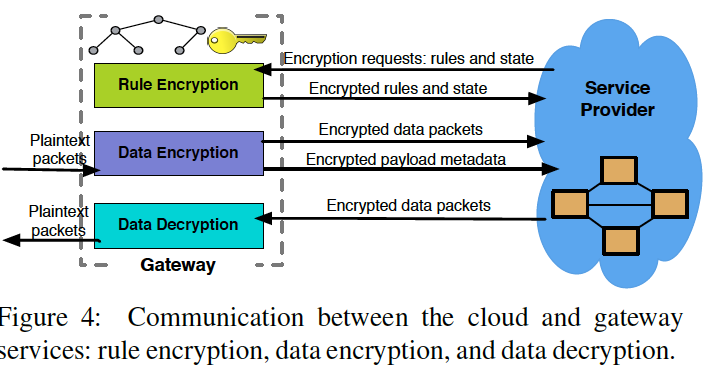 Encryption requests: rules and state
Rule Encryption
Encrypted rules and state
Service
Provider
Plaintext
packets
Data Encryption
Encrypted data packets
Encrypted payload metadata
Plaintext
packets
Data Decryption
Encrypted data packets
Gateway
Figure 4: Communication between the cloud and gateway
services: rule encryption, data encryption, and data decryption.